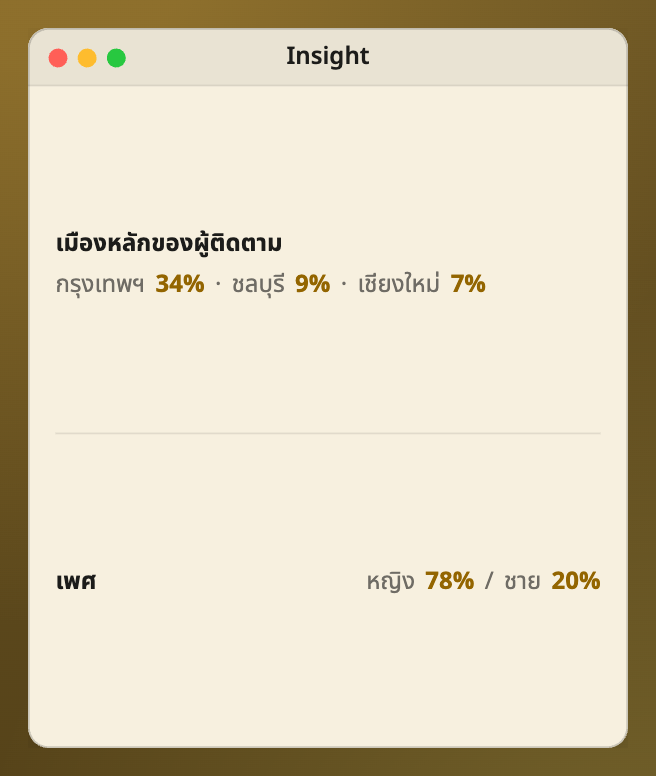 Insight
เมืองหลักของผู้ติดตาม
กรุงเทพฯ 34% · ชลบุรี 9% · เชียงใหม่ 7%
เพศ หญิง 78% / ชาย 20%